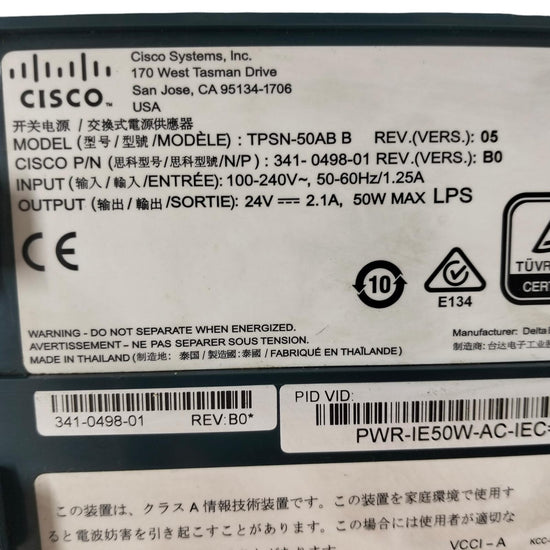 CISCO
Cisco Systems, Inc.
170 West Tasman Drive
San Jose, CA 95134-1706
USA
开关电源 / 交換式電源供應器
MODEL (型号/型號/MODÈLE) : TPSN-50AB B REV.(VERS.): 05
CISCO P/N (思科型号/思科型號/N/P) : 341- 0498-01 REV.(VERS.): B0
INPUT (输入 / 輸入 /ENTRÉE): 100-240V~, 50-60Hz/1.25A
OUTPUT (输出 / 輸出 /SORTIE): 24V ⎓ 2.1A, 50W MAX LPS
CE
10
E134
TÜV
CERT
WARNING - DO NOT SEPARATE WHEN ENERGIZED.
AVERTISSEMENT – NE PAS SEPARER SOUS TENSION.
MADE IN THAILAND (制造地: 泰国 / 製造國:泰國 / FABRIQUÉ EN THAÏLANDE)
Manufacturer: Delta
制造商: 台达电子工业
341-0498-01 REV:B0*
PID VID:
PWR-IE50W-AC-IEC=
この装置は、クラス A 情報技術装置です。この装置を家庭環境で使用す
ると電波妨害を引き起こすことがあります。この場合には使用者が適切な
VCCI - A
KCC-